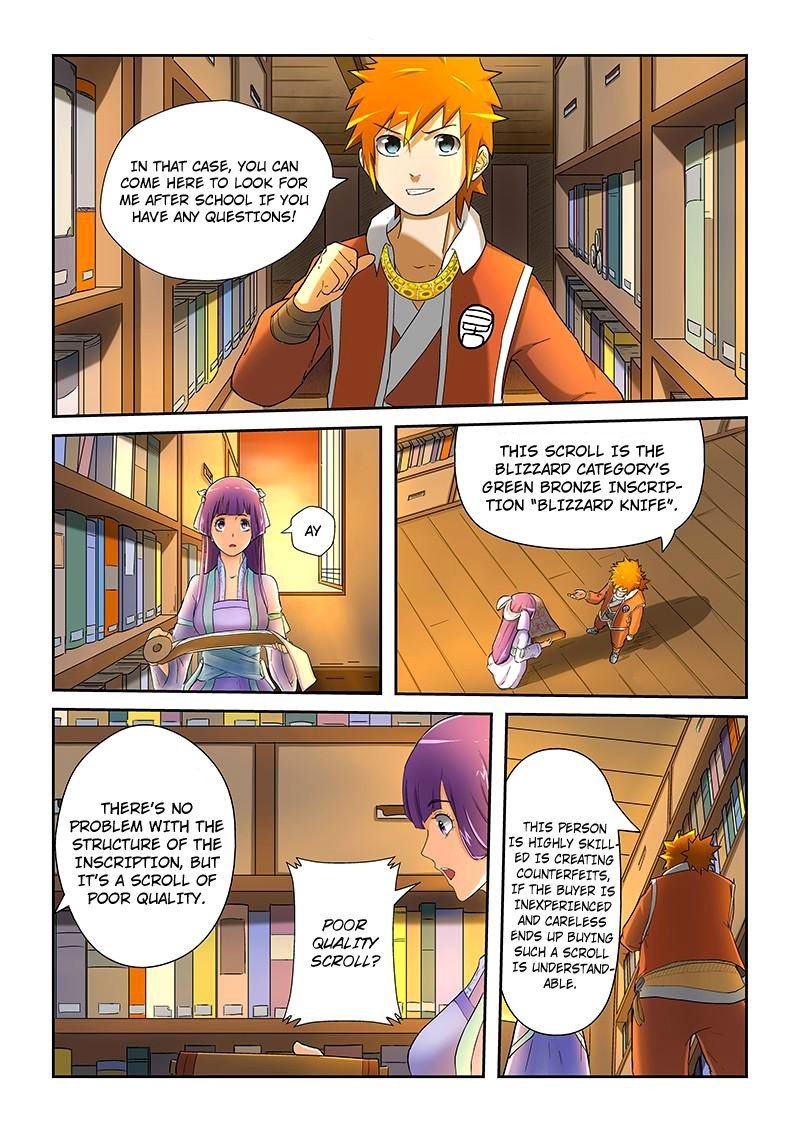 IN THAT CASE, YOU CAN
COME HERE TO LOOK FOR
ME AFTER SCHOOL IF YOU
HAVE ANY QUESTIONS!
AY
THIS SCROLL IS THE
BLIZZARD CATEGORY'S
GREEN BRONZE INSCRIP-
TION "BLIZZARD KNIFE".
THERE'S NO
PROBLEM WITH THE
STRUCTURE OF THE
INSCRIPTION, BUT
IT'S A SCROLL OF
POOR QUALITY.
POOR
QUALITY
SCROLL?
THIS PERSON
IS HIGHLY SKILL-
ED IS CREATING
COUNTERFEITS,
IF THE BUYER IS
INEXPERIENCED
AND CARELESS
ENDS UP BUYING
SUCH A SCROLL
IS UNDERSTAND-
ABLE.